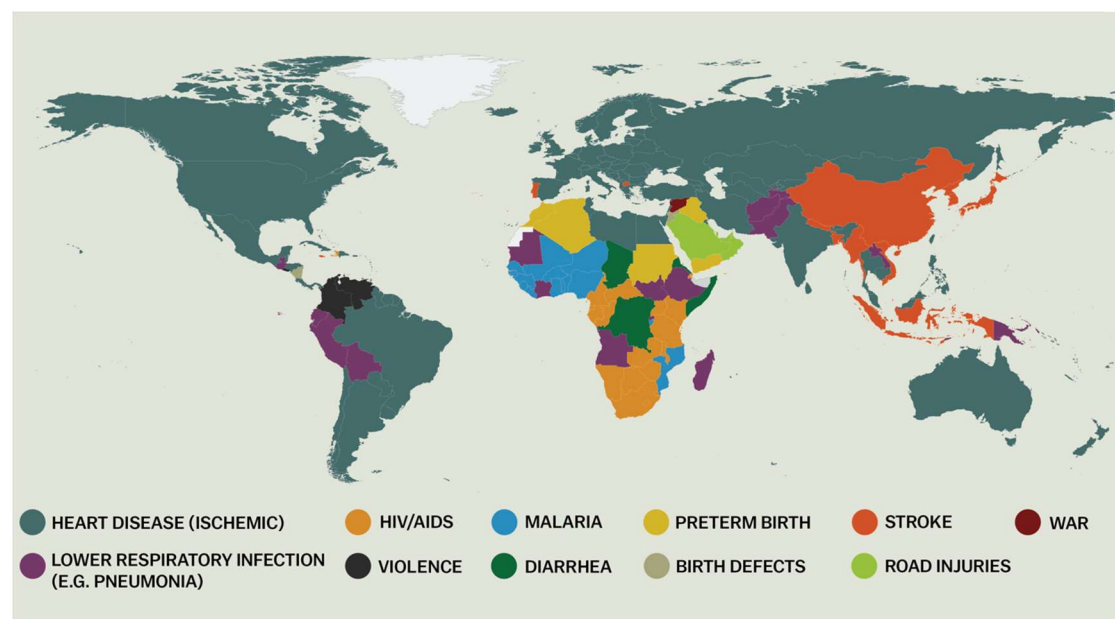 HEART DISEASE (ISCHEMIC)
HIV/AIDS
MALARIA
PRETERM BIRTH
STROKE
WAR
LOWER RESPIRATORY INFECTION
(E.G. PNEUMONIA)
VIOLENCE
DIARRHEA
BIRTH DEFECTS
ROAD INJURIES